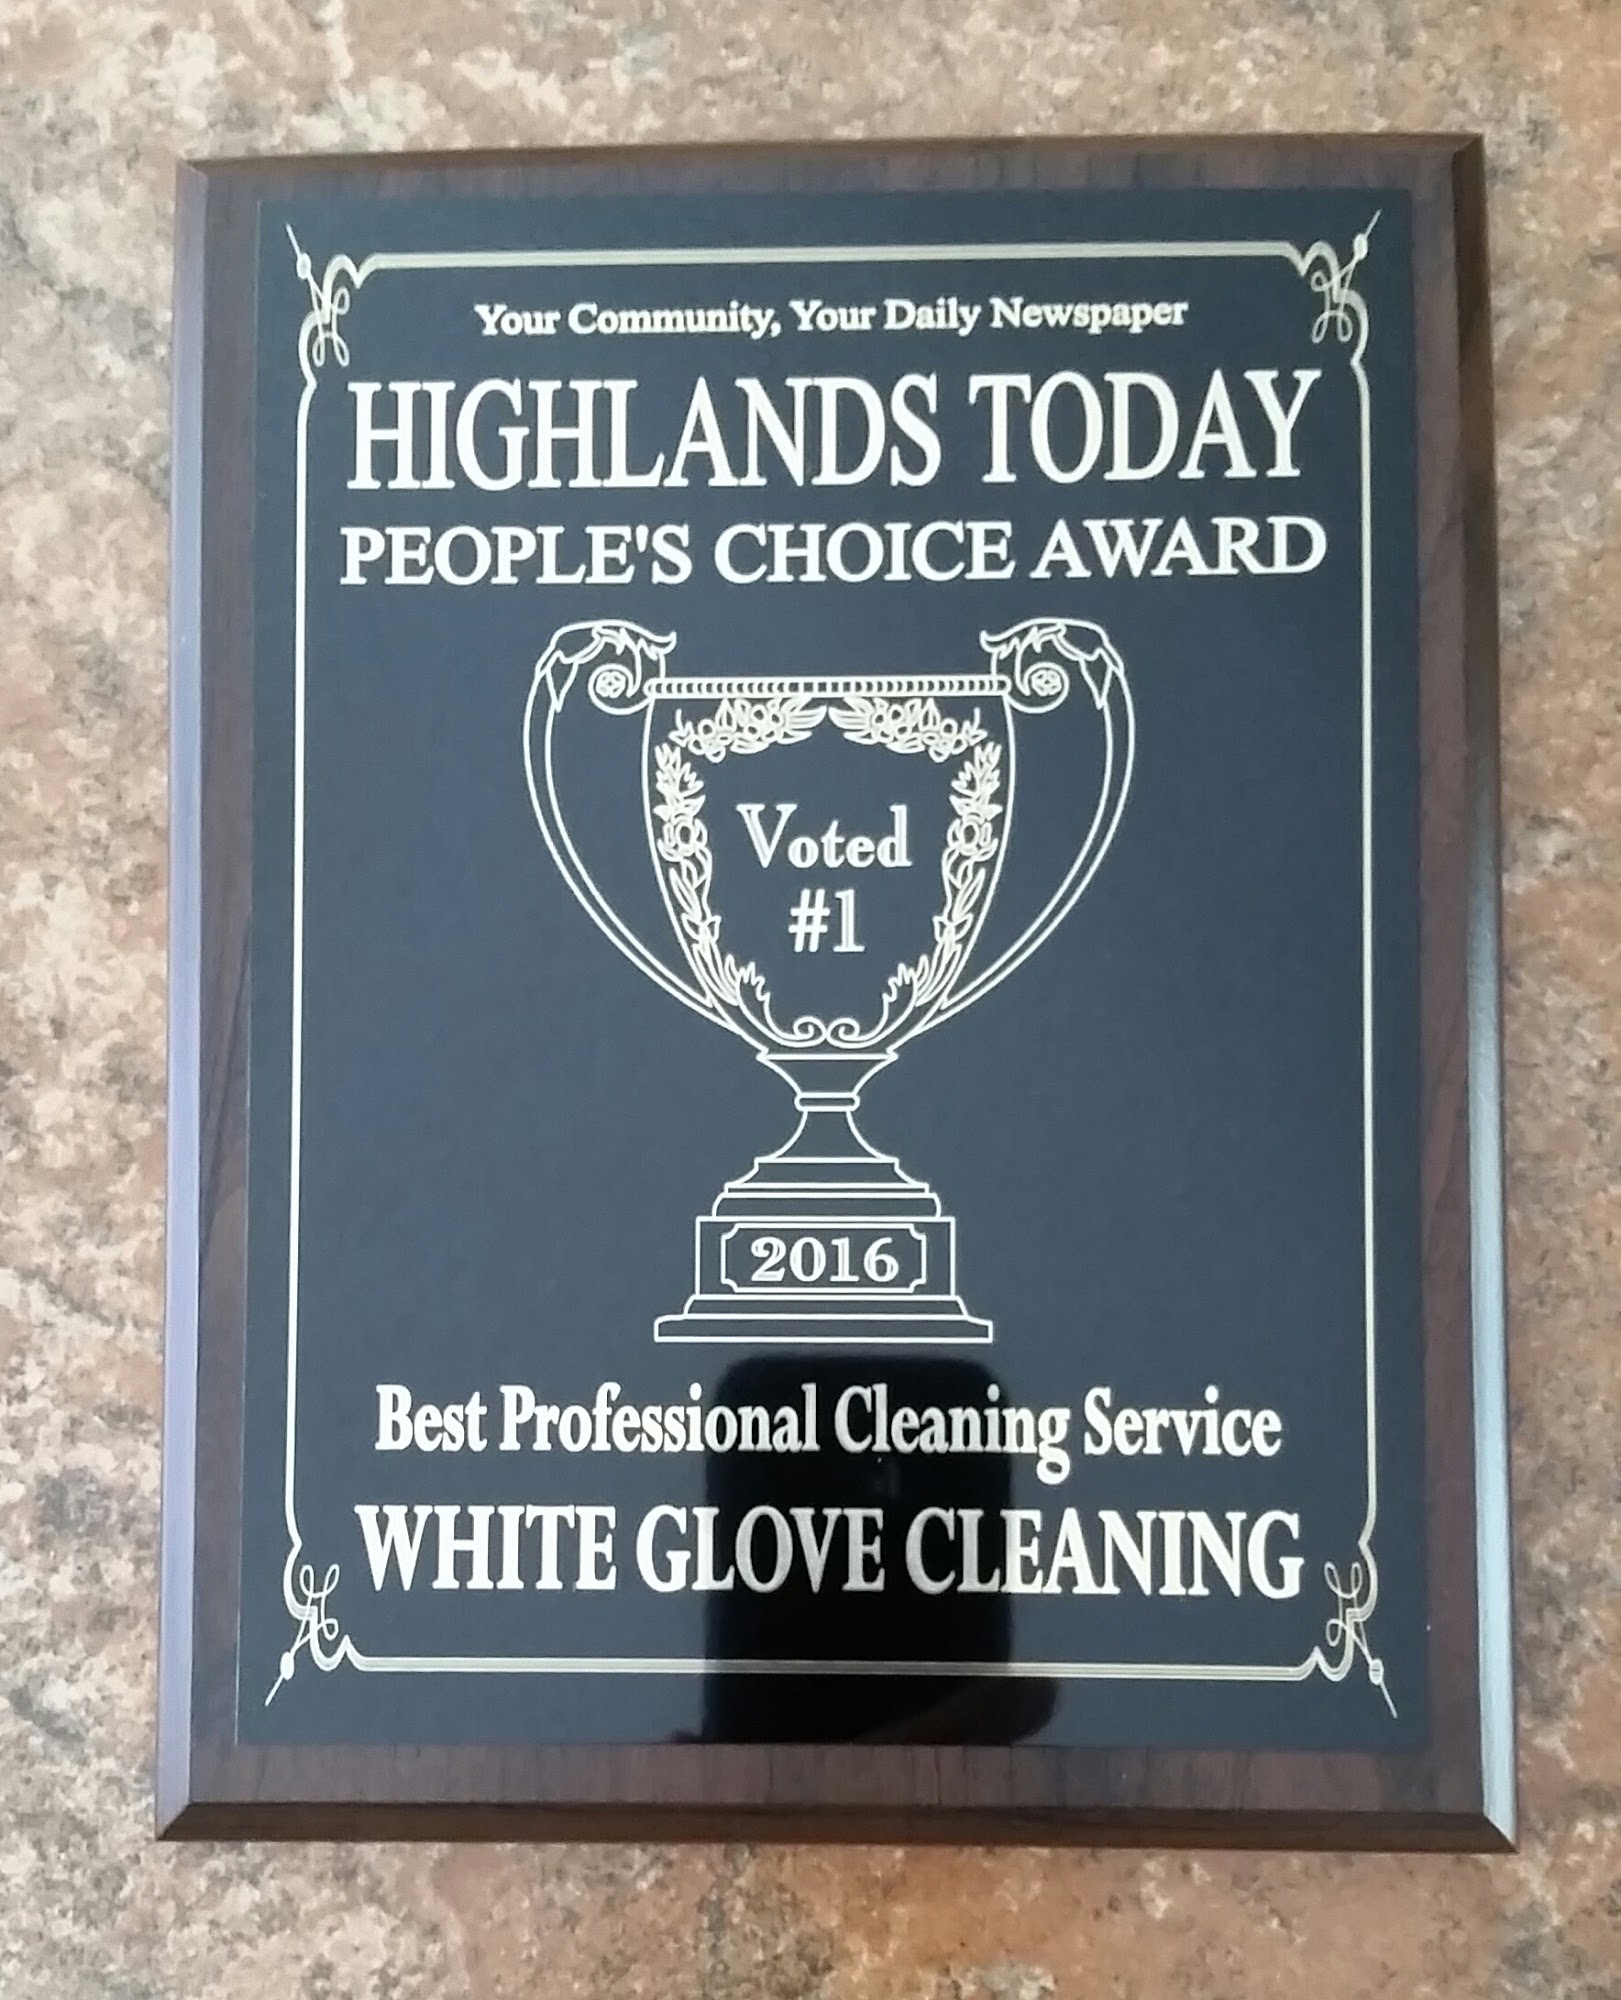 Your Community, Your Daily Newspaper
HIGHLANDS TODAY
PEOPLE'S CHOICE AWARD
Voted
#1
2016
Best Professional Cleaning Service
WHITE GLOVE CLEANING